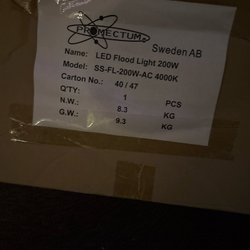 PROMECTUM
Sweden AB
Name: LED Flood Light 200W
Model: SS-FL-200W-AC 4000K
Carton No.: 40 / 47
Q'TY: 1 PCS
N.W.: 8.3 KG
G.W.: 9.3 KG